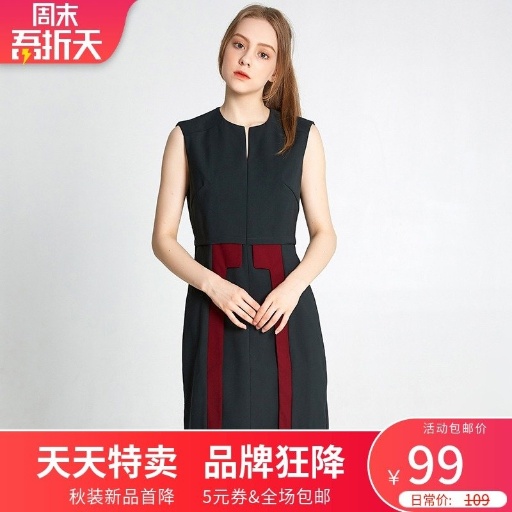 周末
吾折天
天天特卖 品牌狂降
秋装新品首降 5元券&全场包邮
活动包邮价
¥99
日常价: 109